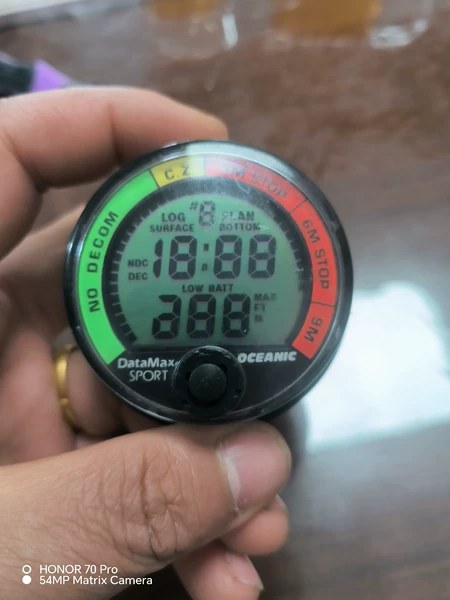 C.Z
3M STOP
6M STOP
9M
NO DECOM
#8
LOG PLAN
SURFACE BOTTOM
NDC 18:88
DEC
LOW BATT
288 MAX
FT
DataMax OCEANIC
SPORT
HONOR 70 Pro
54MP Matrix Camera